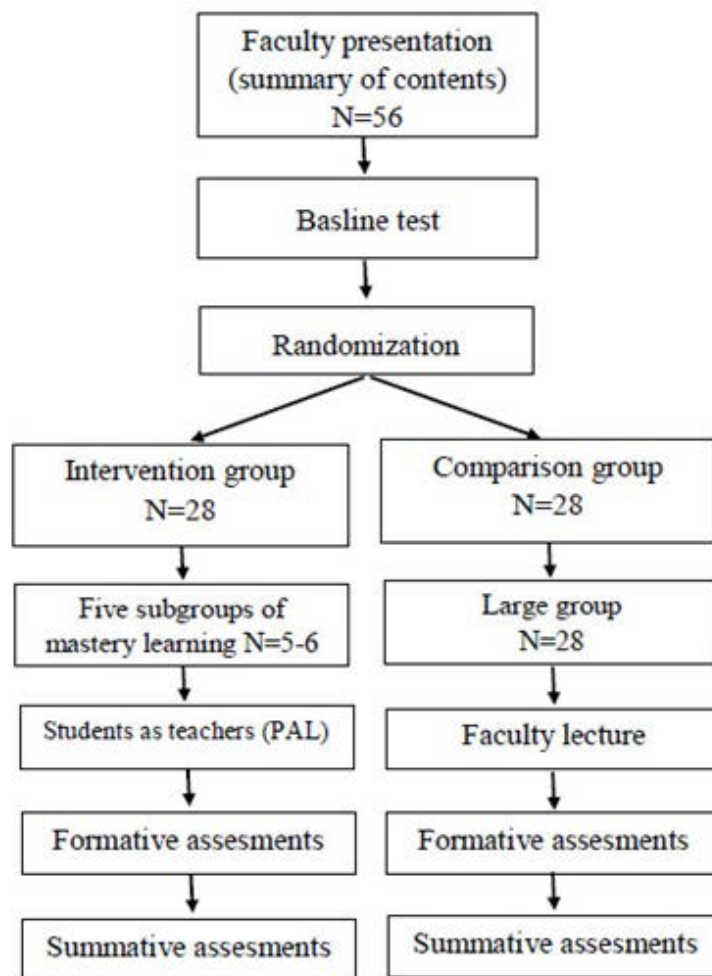 Faculty presentation
(summary of contents)
N=56
Basline test
Randomization
Intervention group
N=28
Comparison group
N=28
Five subgroups of
mastery learning N=5-6
Large group
N=28
Students as teachers (PAL)
Faculty lecture
Formative assesments
Formative assesments
Summative assesments
Summative assesments